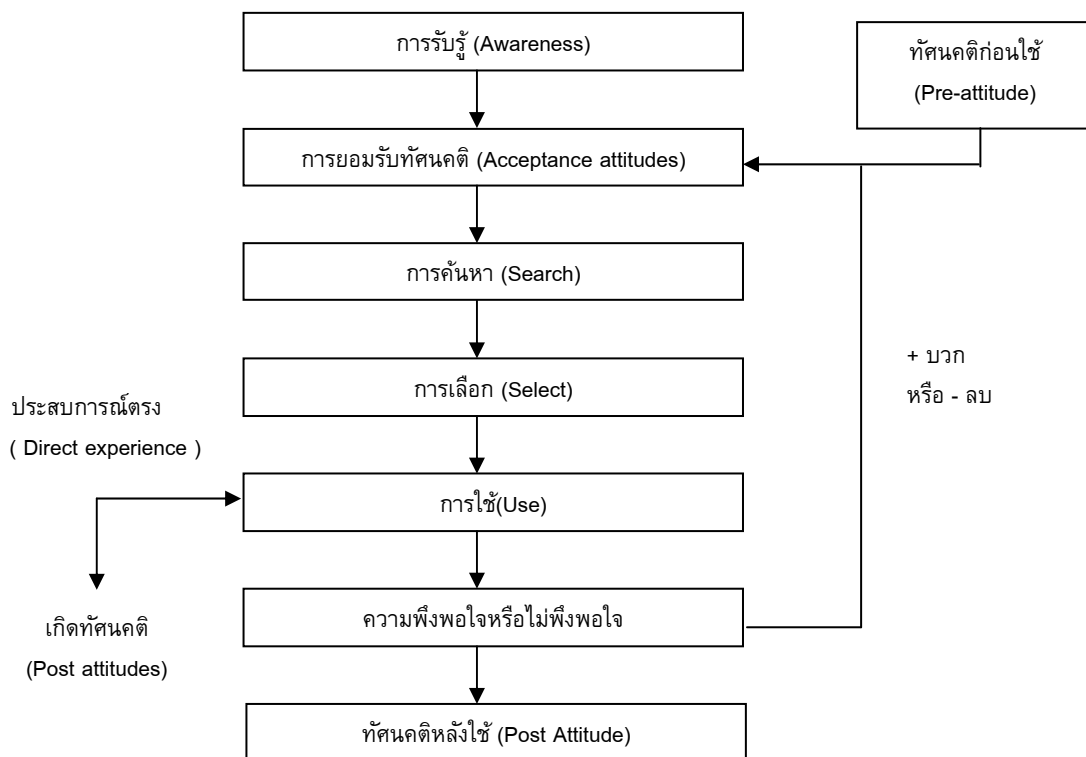 การรับรู้ (Awareness)
ทัศนคติก่อนใช้
(Pre-attitude)
การยอมรับทัศนคติ (Acceptance attitudes)
การค้นหา (Search)
+ บวก
หรือ - ลบ
การเลือก (Select)
ประสบการณ์ตรง
( Direct experience )
การใช้(Use)
ความพึงพอใจหรือไม่พึงพอใจ
เกิดทัศนคติ
(Post attitudes)
ทัศนคติหลังใช้ (Post Attitude)